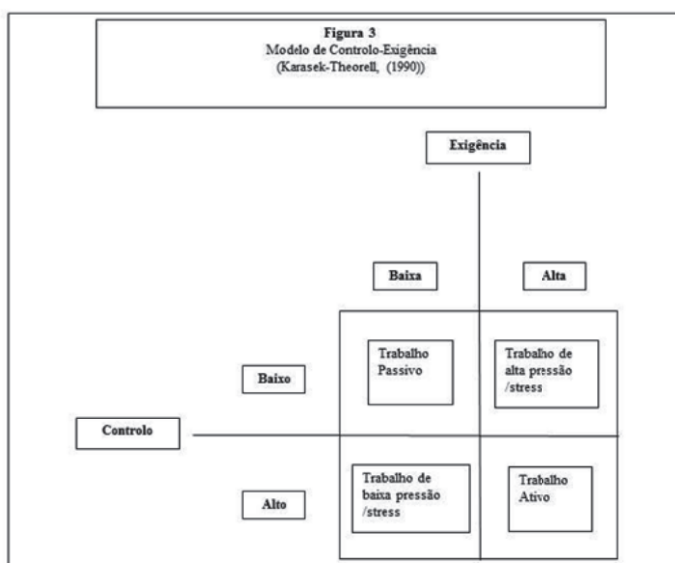 Figura 3
Modelo de Controlo-Exigência
(Karasek-Theorell, (1990))
Exigência
Baixa
Alta
Baixo
Trabalho
Passivo
Trabalho de
alta pressão
/stress
Controlo
Alto
Trabalho de
baixa pressão
/stress
Trabalho
Ativo